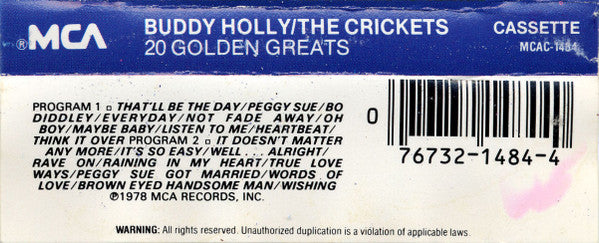 ®MCA
BUDDY HOLLY/THE CRICKETS
20 GOLDEN GREATS
CASSETTE
MCAC-1484
PROGRAM 1 □ THAT'LL BE THE DAY/PEGGY SUE/BO
DIDDLEY/EVERYDAY/NOT FADE AWAY/OH
BOY/MAYBE BABY/LISTEN TO ME/HEARTBEAT/
THINK IT OVER PROGRAM 2 □ IT DOESN'T MATTER
ANY MORE/IT'S SO EASY/WELL... ALRIGHT/
RAVE ON/RAINING IN MY HEART/TRUE LOVE
WAYS/PEGGY SUE GOT MARRIED/WORDS OF
LOVE/BROWN EYED HANDSOME MAN/WISHING
℗1978 MCA RECORDS, INC.
0 76732-1484-4
WARNING: All rights reserved. Unauthorized duplication is a violation of applicable laws.